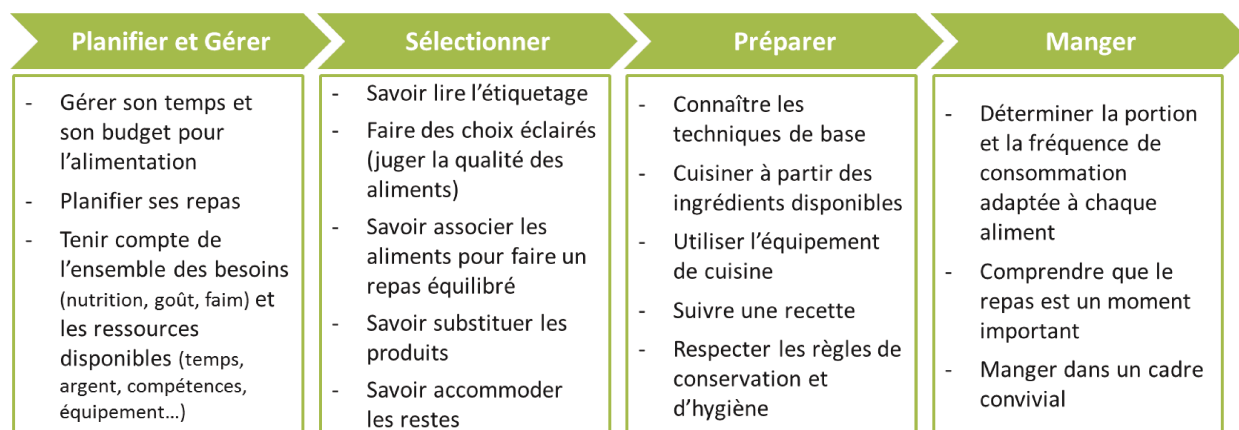 Planifier et Gérer
- Gérer son temps et
son budget pour
l'alimentation
- Planifier ses repas
- Tenir compte de
l'ensemble des besoins
(nutrition, goût, faim) et
les ressources
disponibles (temps,
argent, compétences,
équipement...)
Sélectionner
- Savoir lire l'étiquetage
- Faire des choix éclairés
(juger la qualité des
aliments)
- Savoir associer les
aliments pour faire un
repas équilibré
- Savoir substituer les
produits
- Savoir accommoder
les restes
Préparer
- Connaître les
techniques de base
- Cuisiner à partir des
ingrédients disponibles
- Utiliser l'équipement
de cuisine
- Suivre une recette
- Respecter les règles de
conservation et
d'hygiène
Manger
- Déterminer la portion
et la fréquence de
consommation
adaptée à chaque
aliment
- Comprendre que le
repas est un moment
important
- Manger dans un cadre
convivial